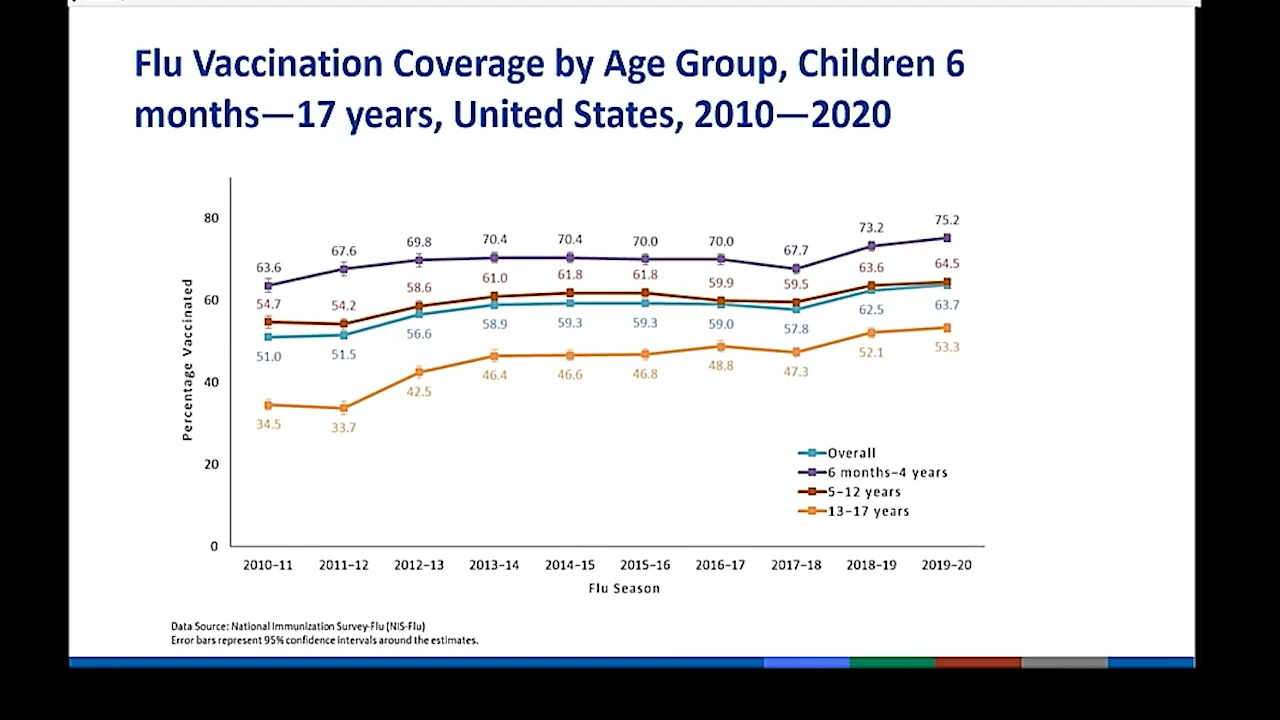 Flu Vaccination Coverage by Age Group, Children 6
months—17 years, United States, 2010—2020
80
60
40
20
0
Percentage Vaccinated
63.6 67.6 69.8 70.4 70.4 70.0 70.0 67.7 73.2 75.2
54.7 54.2 58.6 61.0 61.8 61.8 59.9 59.5 63.6 64.5
51.0 51.5 56.6 58.9 59.3 59.3 59.0 57.8 62.5 63.7
34.5 33.7 42.5 46.4 46.6 46.8 48.8 47.3 52.1 53.3
Overall
6 months–4 years
5–12 years
13–17 years
2010–11 2011–12 2012–13 2013–14 2014–15 2015–16 2016–17 2017–18 2018–19 2019–20
Flu Season
Data Source: National Immunization Survey-Flu (NIS-Flu)
Error bars represent 95% confidence intervals around the estimates.